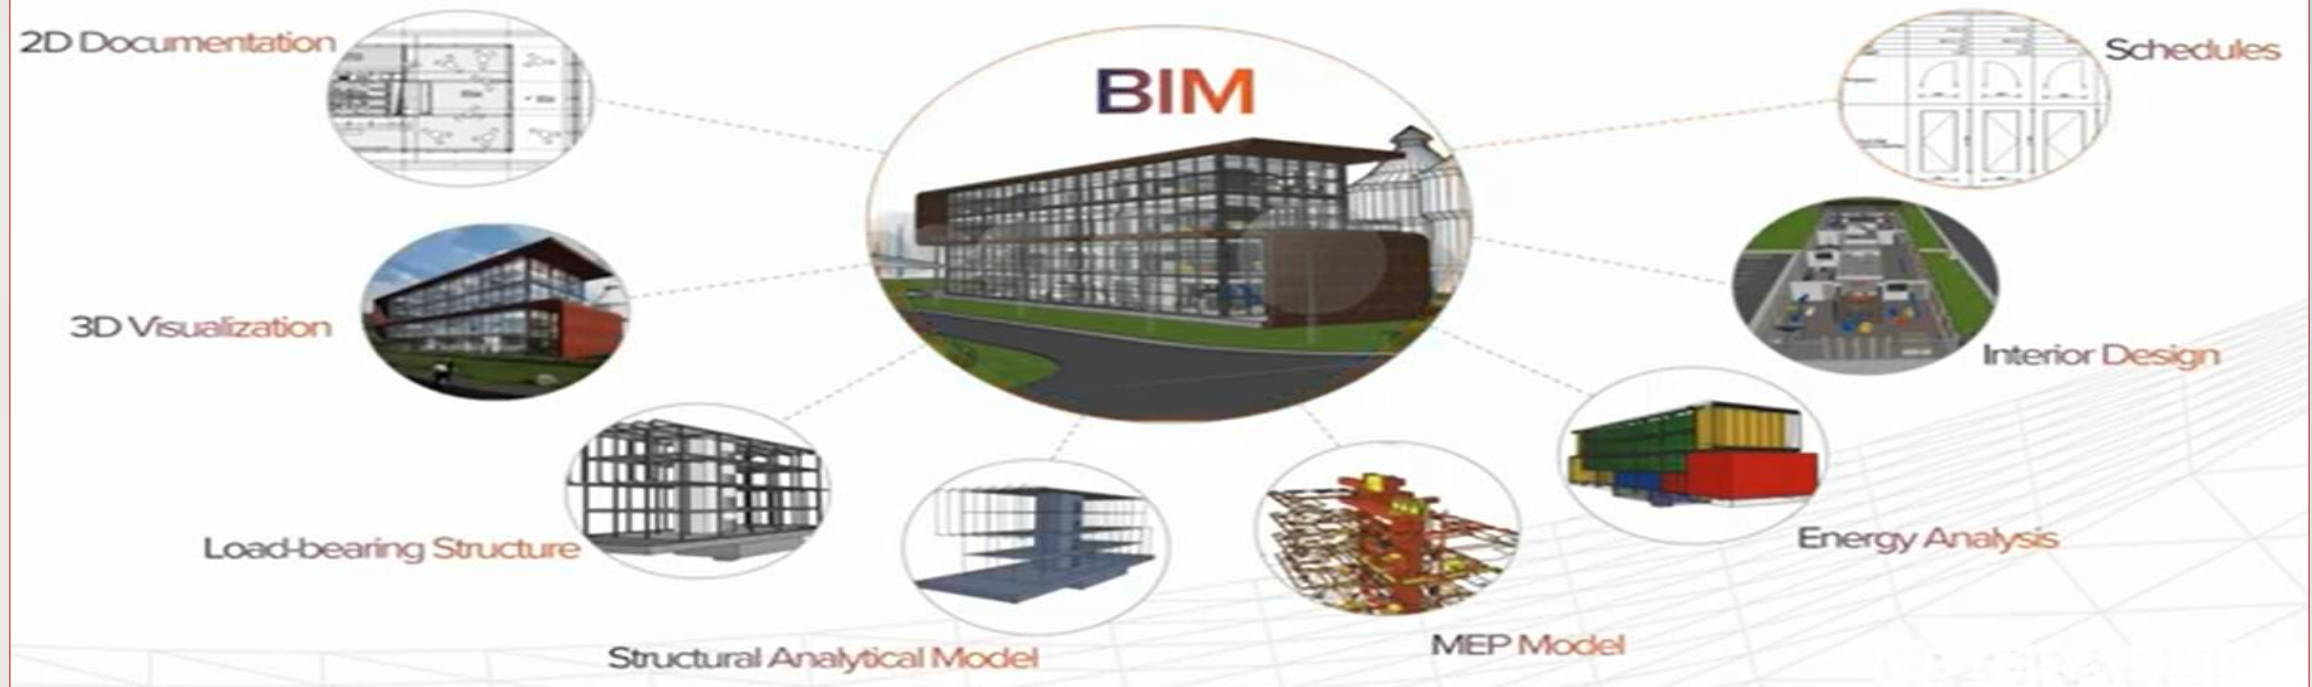 2D Documentation
BIM
Schedules
3D Visualization
Interior Design
Load-bearing Structure
Energy Analysis
Structural Analytical Model
MEP Model